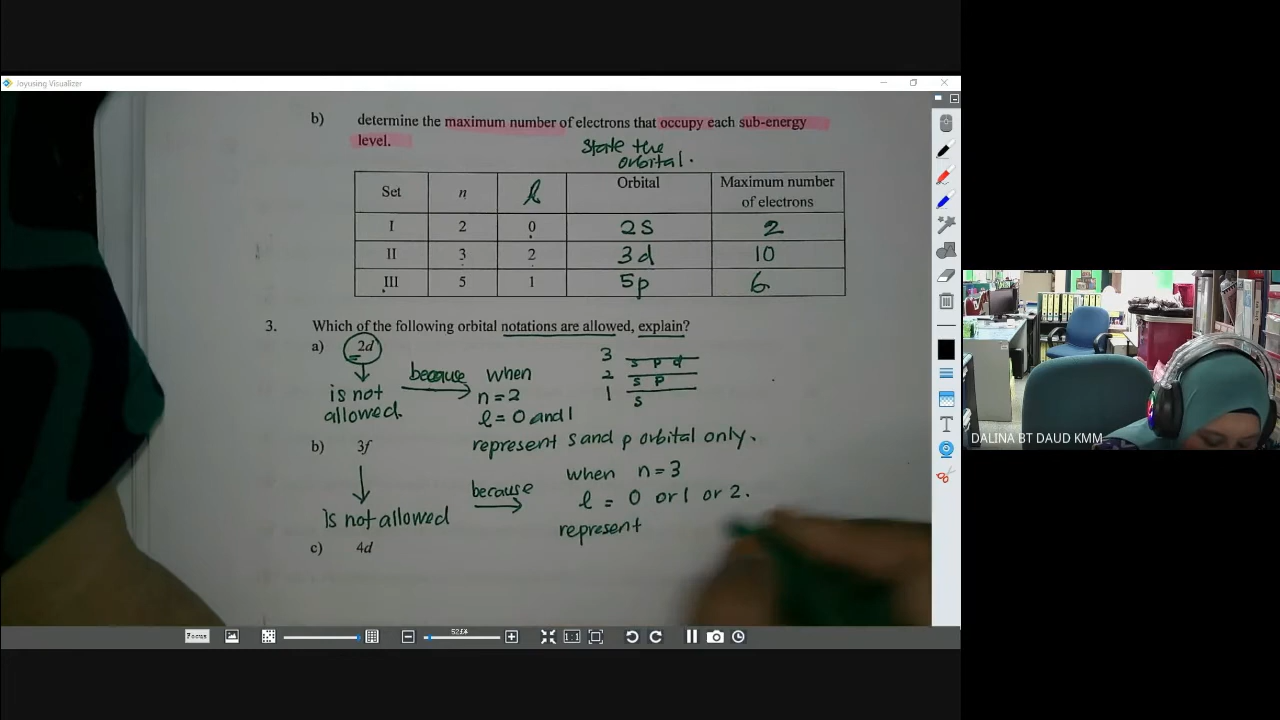 Joyusing Visualizer
b) determine the maximum number of electrons that occupy each sub-energy
level.
State the
orbital.
Set n l Orbital Maximum number
of electrons
I 2 0 2s 2
II 3 2 3d 10
III 5 1 5p 6
3. Which of the following orbital notations are allowed, explain?
a) 2d
is not
allowed.
because
when
n=2
l = 0 and 1
represent s and p orbital only.
3 s p d
2 s p
1 s
b) 3f
Is not allowed
because
when n=3
l = 0 or 1 or 2.
represent
c) 4d
Focus
1:1
DALINA BT DAUD KMM